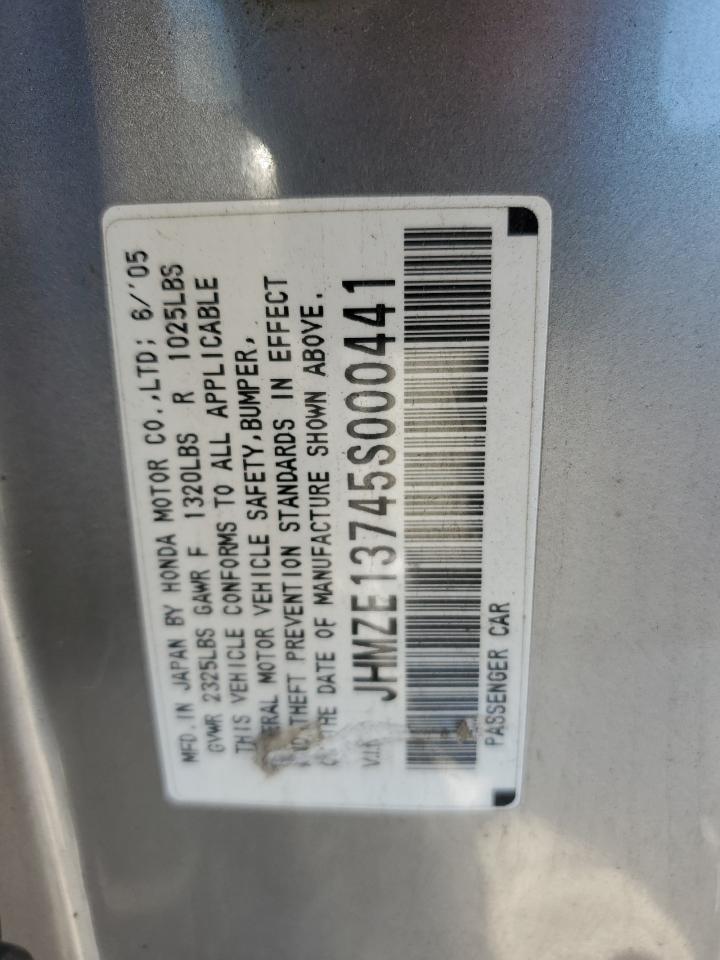 MFD. IN JAPAN BY HONDA MOTOR CO.,LTD; 6/'05
GVWR 2325LBS GAWR F 1320LBS R 1025LBS
THIS VEHICLE CONFORMS TO ALL APPLICABLE
ERAL MOTOR VEHICLE SAFETY,BUMPER,
THEFT PREVENTION STANDARDS IN EFFECT
THE DATE OF MANUFACTURE SHOWN ABOVE.
V.I.N JHMZE13745S000441
PASSENGER CAR